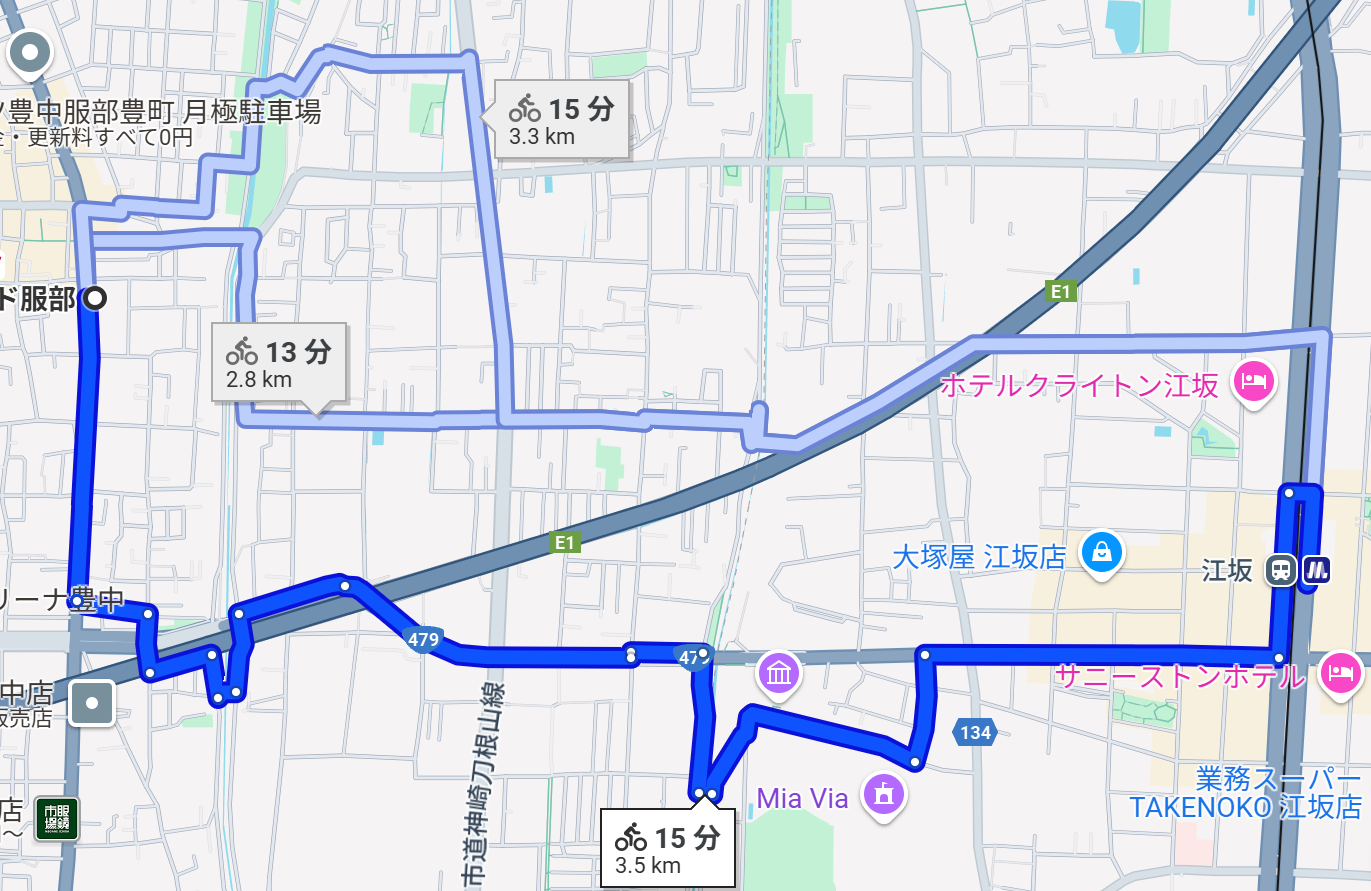 豊中服部豊町 月極駐車場
金・更新料すべて0円
15 分
3.3 km
ド服部
E1
13 分
2.8 km
ホテルクライトン江坂
E1
大塚屋 江坂店
江坂
リーナ豊中
479
479
サニーストンホテル
中店
販売店
市道神崎刀根山線
134
業務スーパー
TAKENOKO 江坂店
Mia Via
店
～
15 分
3.5 km